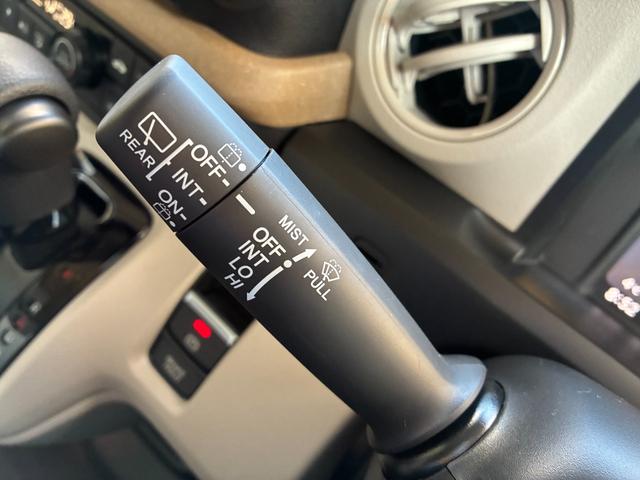 REAR
OFF-
INT-
ON-
MIST
OFF
INT
LO
HI
PULL